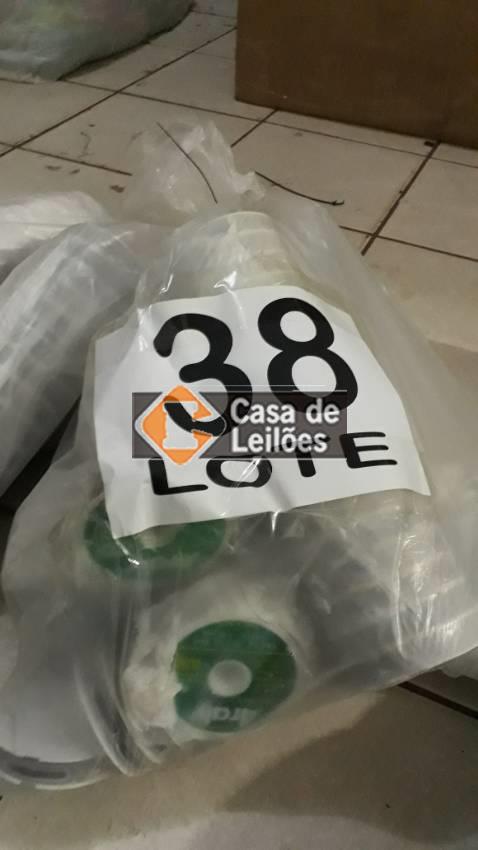 38
Casa de
Leilões
LOTE